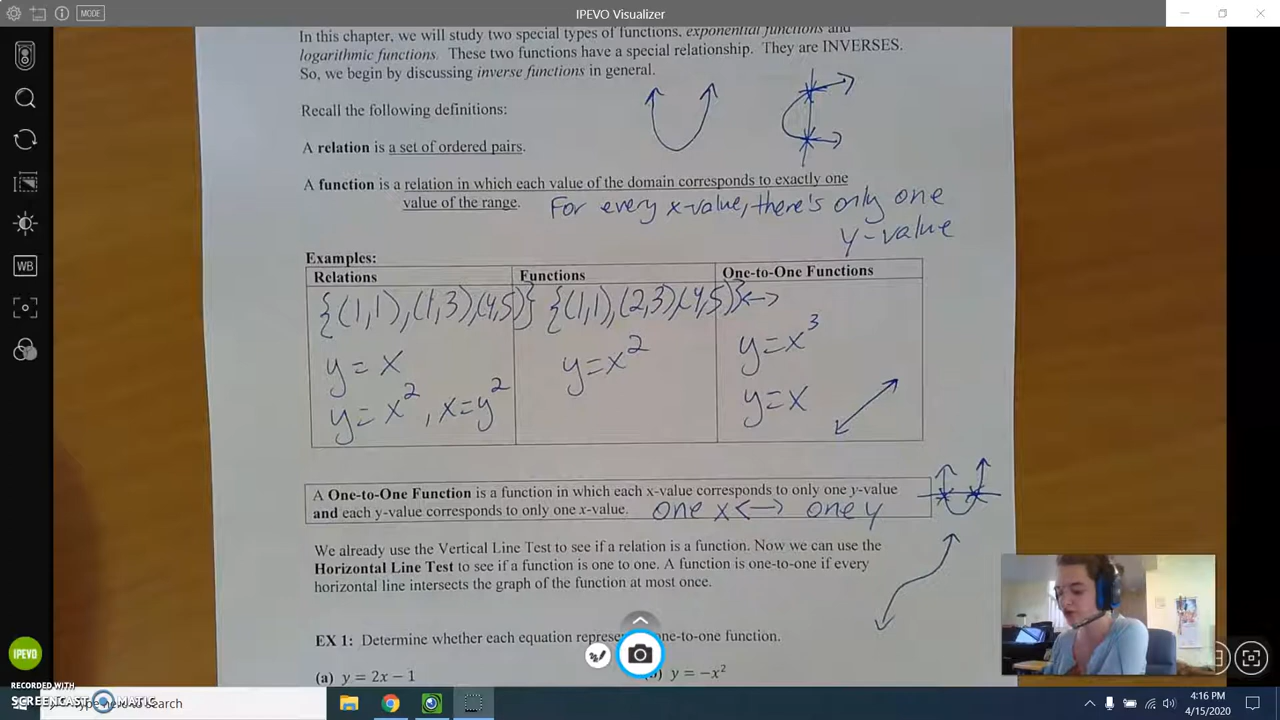 MODE
IPEVO Visualizer
In this chapter, we will study two special types of functions, exponential functions and
logarithmic functions. These two functions have a special relationship. They are INVERSES.
So, we begin by discussing inverse functions in general.
Recall the following definitions:
A relation is a set of ordered pairs.
A function is a relation in which each value of the domain corresponds to exactly one
value of the range.
For every x-value, there's only one
y-value
Examples:
Relations Functions One-to-One Functions
{(1,1),(1,3),(4,5)} {(1,1),(2,3),(4,5)} <->
y=x y=x² y=x³
y=x², x=y² y=x
A One-to-One Function is a function in which each x-value corresponds to only one y-value
and each y-value corresponds to only one x-value. one x <-> one y
We already use the Vertical Line Test to see if a relation is a function. Now we can use the
Horizontal Line Test to see if a function is one to one. A function is one-to-one if every
horizontal line intersects the graph of the function at most once.
EX 1: Determine whether each equation one-to-one function.
(a) y = 2x − 1 y = −x²
WB
IPEVO
RECORDED WITH
SCREENCAST MATIC
search
4:16 PM
4/15/2020